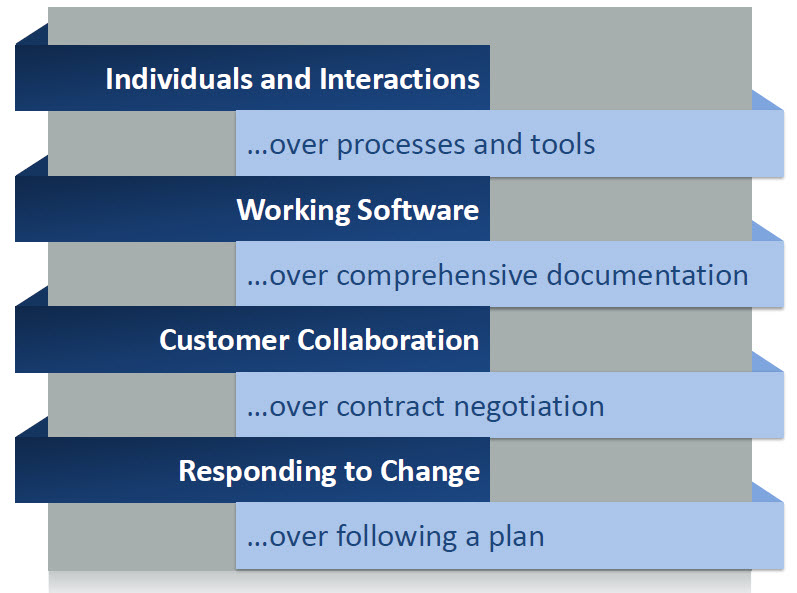 Individuals and Interactions
...over processes and tools
Working Software
...over comprehensive documentation
Customer Collaboration
...over contract negotiation
Responding to Change
...over following a plan